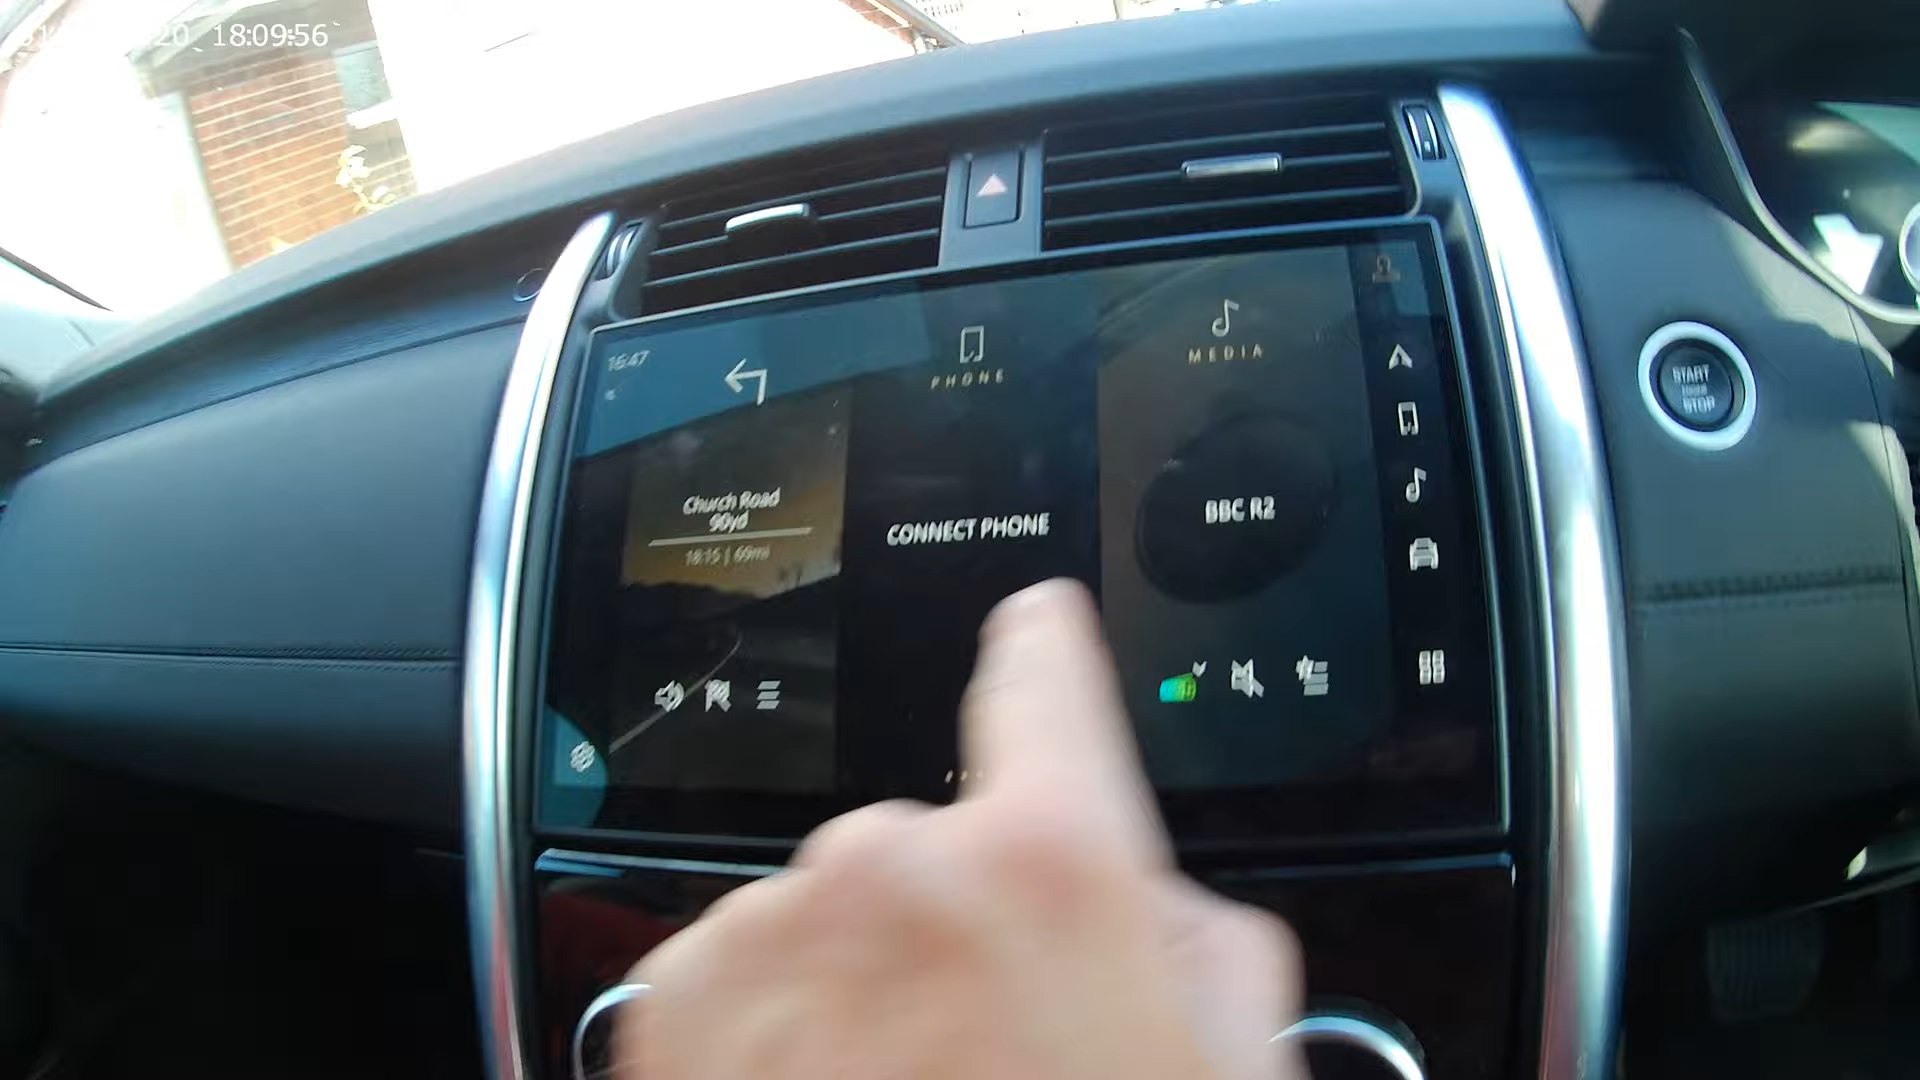 18:09:56
16:47
PHONE
MEDIA
Church Road
90yd
18:15 | 69mi
CONNECT PHONE
BBC R2
START
STOP